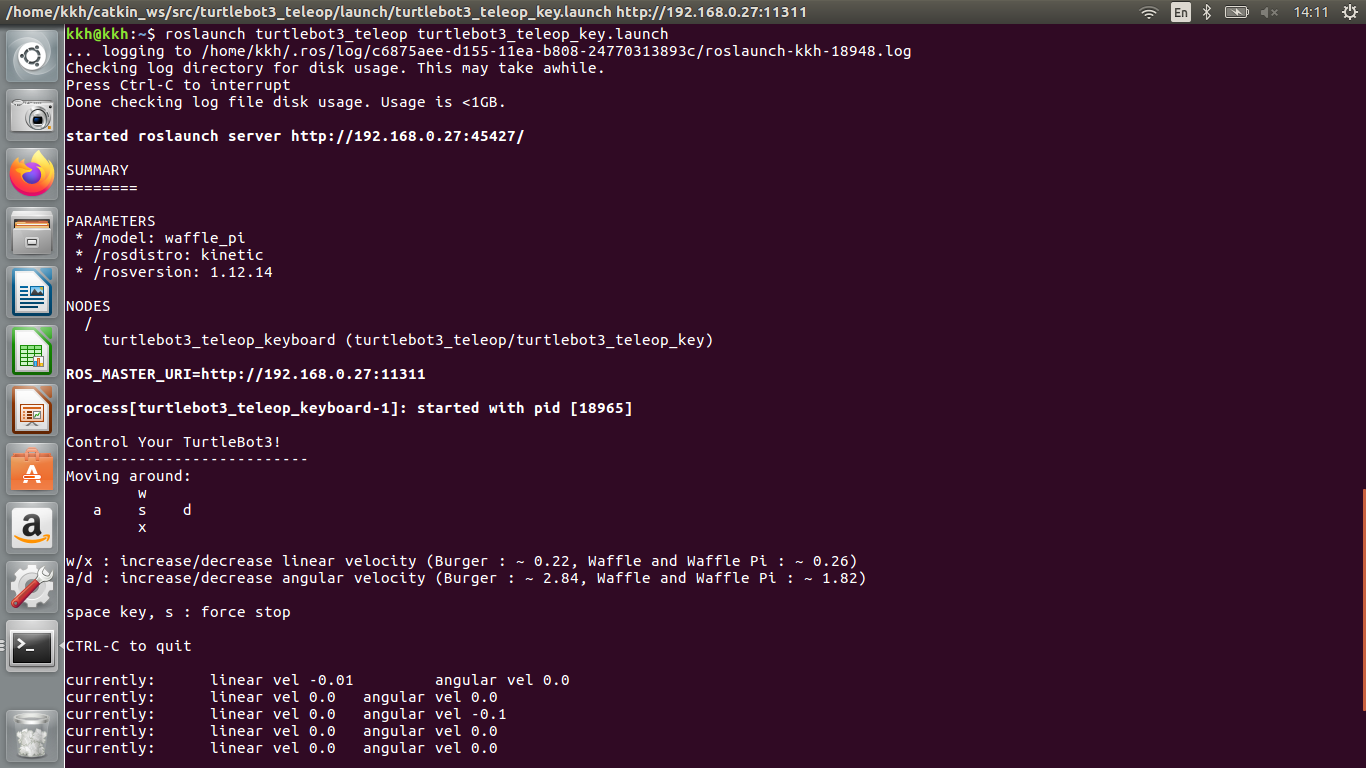 /home/kkh/catkin_ws/src/turtlebot3_teleop/launch/turtlebot3_teleop_key.launch http://192.168.0.27:11311
En
14:11
kkh@kkh:~$ roslaunch turtlebot3_teleop turtlebot3_teleop_key.launch
... logging to /home/kkh/.ros/log/c6875aee-d155-11ea-b808-24770313893c/roslaunch-kkh-18948.log
Checking log directory for disk usage. This may take awhile.
Press Ctrl-C to interrupt
Done checking log file disk usage. Usage is <1GB.
started roslaunch server http://192.168.0.27:45427/
SUMMARY
========
PARAMETERS
 * /model: waffle_pi
 * /rosdistro: kinetic
 * /rosversion: 1.12.14
NODES
  /
    turtlebot3_teleop_keyboard (turtlebot3_teleop/turtlebot3_teleop_key)
ROS_MASTER_URI=http://192.168.0.27:11311
process[turtlebot3_teleop_keyboard-1]: started with pid [18965]
Control Your TurtleBot3!
---------------------------
Moving around:
        w
   a    s    d
        x
w/x : increase/decrease linear velocity (Burger : ~ 0.22, Waffle and Waffle Pi : ~ 0.26)
a/d : increase/decrease angular velocity (Burger : ~ 2.84, Waffle and Waffle Pi : ~ 1.82)
space key, s : force stop
CTRL-C to quit
currently:      linear vel -0.01         angular vel 0.0
currently:      linear vel 0.0   angular vel 0.0
currently:      linear vel 0.0   angular vel -0.1
currently:      linear vel 0.0   angular vel 0.0
currently:      linear vel 0.0   angular vel 0.0